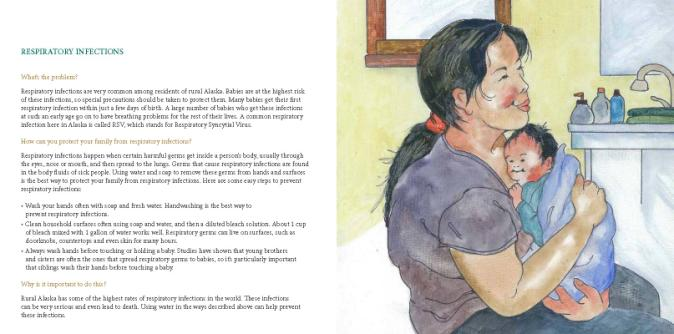 RESPIRATORY INFECTIONS
What's the problem?
Respiratory infections are very common among residents of rural Alaska. Babies are at the highest risk
of these infections, so special precautions should be taken to protect them. Many babies get their first
respiratory infection within just a few days of birth. A large number of babies who get these infections
at such an early age go on to have breathing problems for the rest of their lives. A common respiratory
infection here in Alaska is called RSV, which stands for Respiratory Syncytial Virus.
How can you protect your family from respiratory infections?
Respiratory infections happen when certain harmful germs get inside a person's body, usually through
the eyes, nose or mouth, and then spread to the lungs. Germs that cause respiratory infections are found
in the body fluids of sick people. Using water and soap to remove these germs from hands and surfaces
is the best way to protect your family from respiratory infections. Here are some easy steps to prevent
respiratory infections:
• Wash your hands often with soap and fresh water. Handwashing is the best way to
prevent respiratory infections.
• Clean household surfaces often using soap and water, and then a diluted bleach solution. About 1 cup
of bleach mixed with 1 gallon of water works well. Respiratory germs can live on surfaces, such as
doorknobs, countertops and even skin for many hours.
• Always wash hands before touching or holding a baby. Studies have shown that young brothers
and sisters are often the ones that spread respiratory germs to babies, so it's particularly important
that siblings wash their hands before touching a baby.
Why is it important to do this?
Rural Alaska has some of the highest rates of respiratory infections in the world. These infections
can be very serious and even lead to death. Using water in the ways described above can help prevent
these infections.